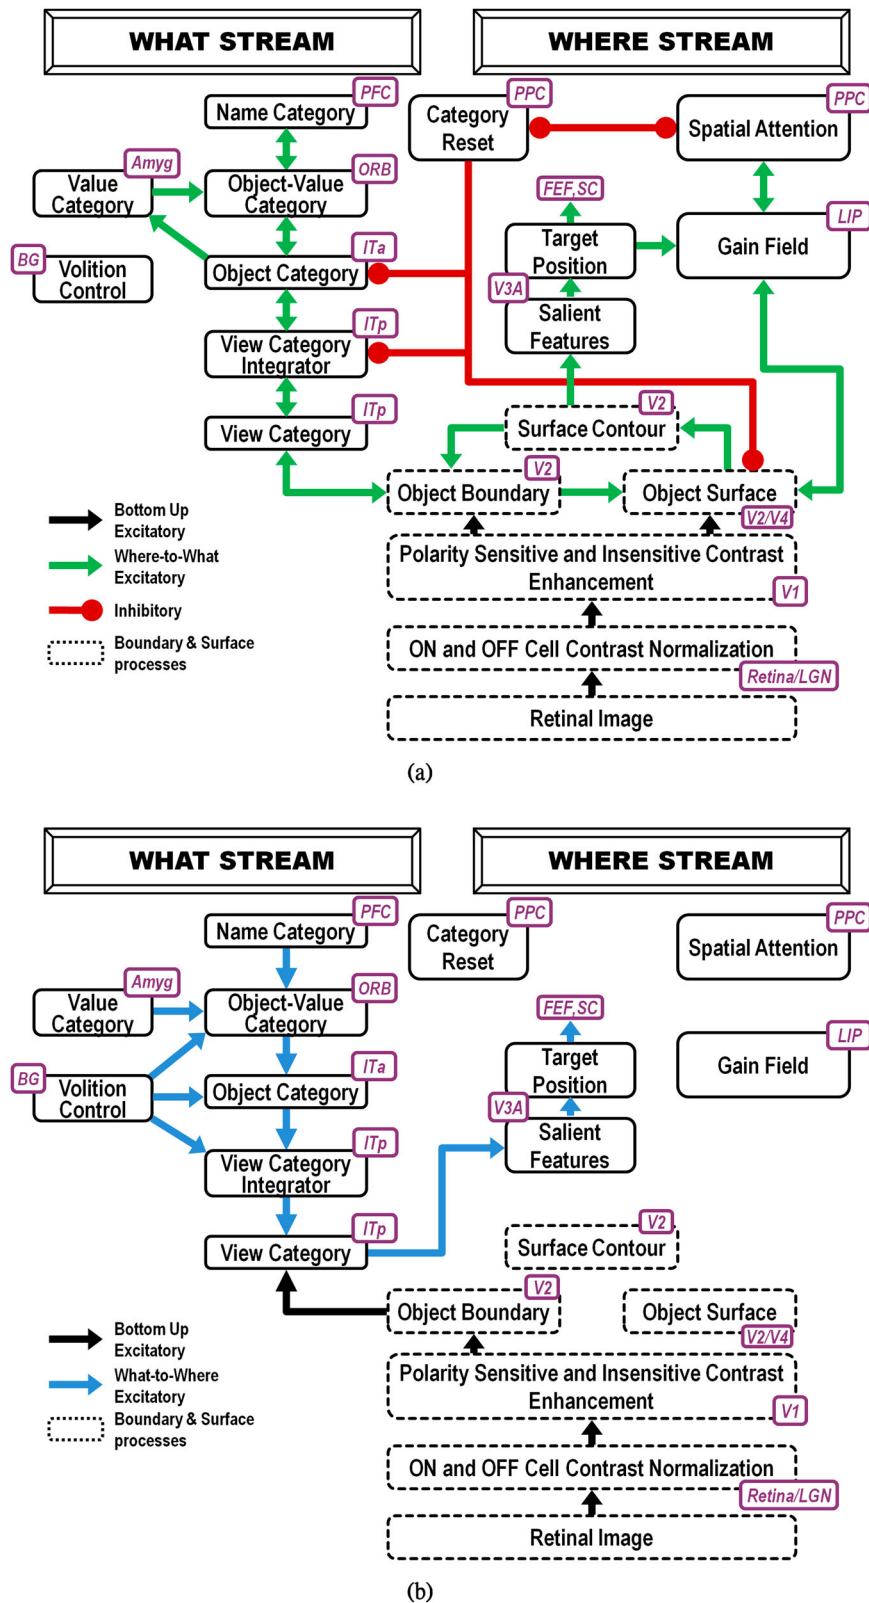 WHAT STREAM
WHERE STREAM
PFC
Name Category
PPC
Category
Reset
PPC
Spatial Attention
Amyg
Value
Category
ORB
Object-Value
Category
FEF,SC
Target
Position
LIP
Gain Field
BG
Volition
Control
ITa
Object Category
V3A
Salient
Features
ITp
View Category
Integrator
ITp
View Category
V2
Surface Contour
V2
Object Boundary
Object Surface
V2/V4
Bottom Up
Excitatory
Where-to-What
Excitatory
Inhibitory
Boundary & Surface
processes
Polarity Sensitive and Insensitive Contrast
Enhancement
V1
ON and OFF Cell Contrast Normalization
Retina/LGN
Retinal Image
(a)
WHAT STREAM
WHERE STREAM
PFC
Name Category
PPC
Category
Reset
PPC
Spatial Attention
Amyg
Value
Category
ORB
Object-Value
Category
FEF,SC
Target
Position
LIP
Gain Field
BG
Volition
Control
ITa
Object Category
V3A
Salient
Features
ITp
View Category
Integrator
ITp
View Category
V2
Surface Contour
V2
Object Boundary
Object Surface
V2/V4
Bottom Up
Excitatory
What-to-Where
Excitatory
Boundary & Surface
processes
Polarity Sensitive and Insensitive Contrast
Enhancement
V1
ON and OFF Cell Contrast Normalization
Retina/LGN
Retinal Image
(b)